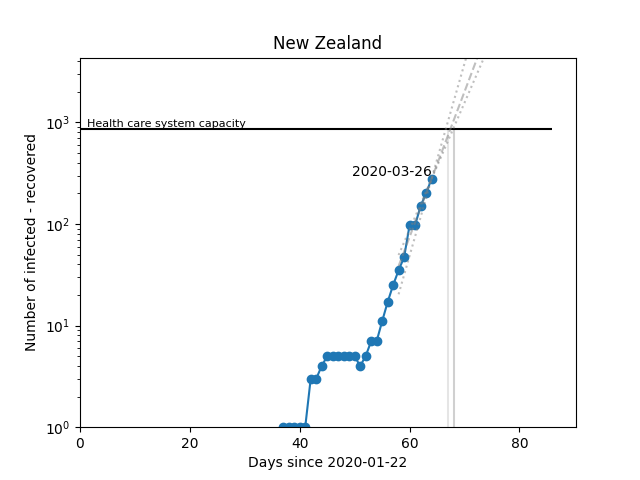 New Zealand
Number of infected - recovered
10³
10²
10¹
10⁰
Health care system capacity
2020-03-26
0 20 40 60 80
Days since 2020-01-22